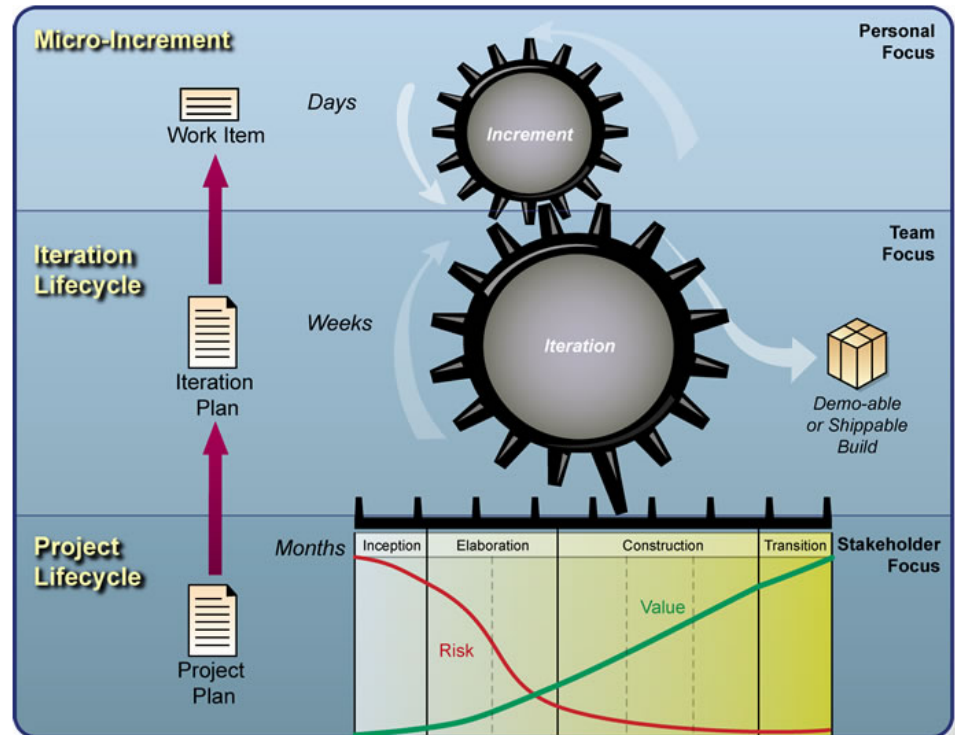 Micro-Increment
Personal
Focus
Days
Increment
Work Item
Iteration
Lifecycle
Team
Focus
Weeks
Iteration
Iteration
Plan
Demo-able
or Shippable
Build
Project
Lifecycle
Months
Inception
Elaboration
Construction
Transition
Stakeholder
Focus
Value
Risk
Project
Plan